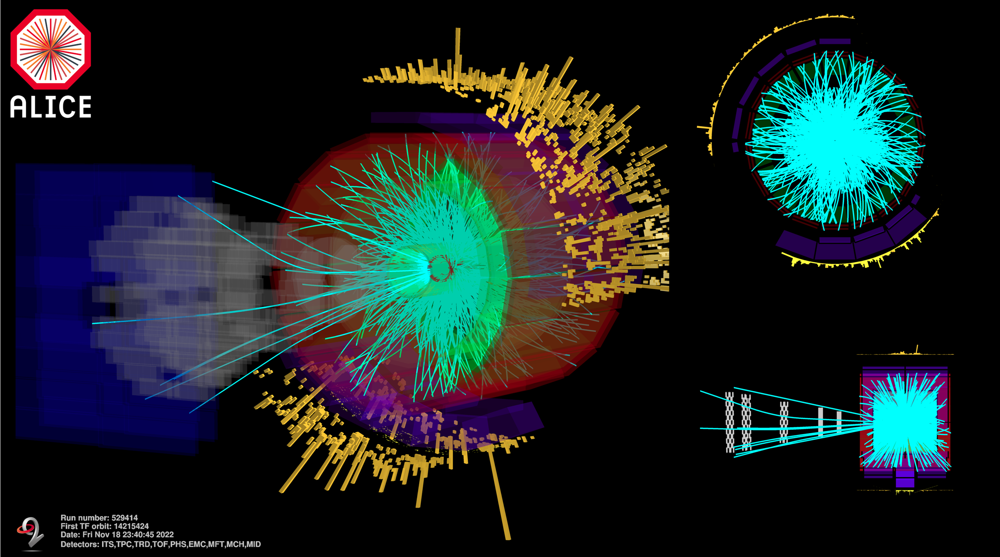 ALICE
Run number: 529414
First TF orbit: 14215424
Date: Fri Nov 18 23:40:45 2022
Detectors: ITS,TPC,TRD,TOF,PHS,EMC,MFT,MCH,MID